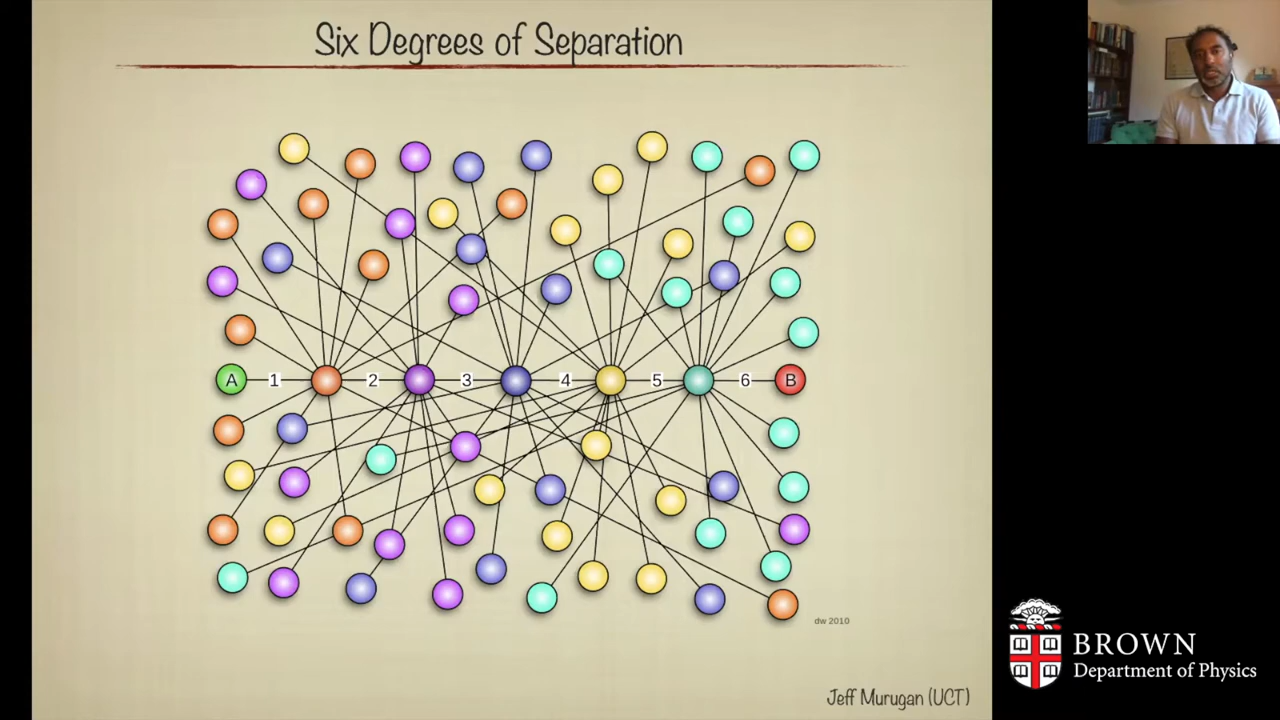 Six Degrees of Separation
A 1 2 3 4 5 6 B
dw 2010
Jeff Murugan (UCT)
BROWN
Department of Physics